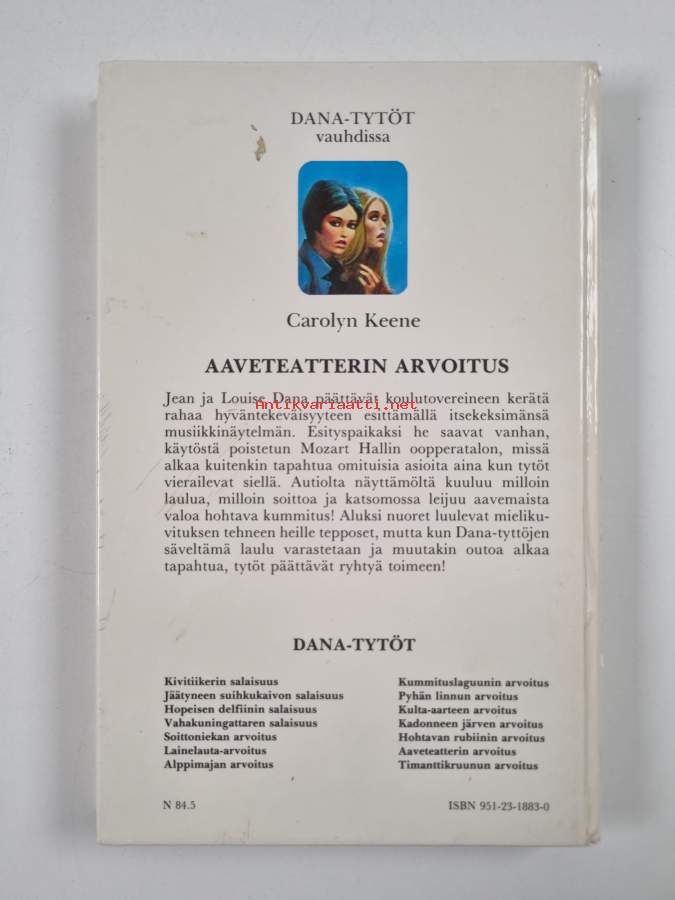 DANA-TYTÖT
vauhdissa
Carolyn Keene
AAVETEATTERIN ARVOITUS
Jean ja Louise Dana päättävät koulutovereineen kerätä
Antikvariaatti.net
rahaa hyväntekeväisyyteen esittämällä itsekeksimänsä
musiikkinäytelmän. Esityspaikaksi he saavat vanhan,
käytöstä poistetun Mozart Hallin oopperatalon, missä
alkaa kuitenkin tapahtua omituisia asioita aina kun tytöt
vierailevat siellä. Autiolta näyttämöltä kuuluu milloin
laulua, milloin soittoa ja katsomossa leijuu aavemaista
valoa hohtava kummitus! Aluksi nuoret luulevat mieliku-
vituksen tehneen heille tepposet, mutta kun Dana-tyttöjen
säveltämä laulu varastetaan ja muutakin outoa alkaa
tapahtua, tytöt päättävät ryhtyä toimeen!
DANA-TYTÖT
Kivitiikerin salaisuus
Jäätyneen suihkukaivon salaisuus
Hopeisen delfiinin salaisuus
Vahakuningattaren salaisuus
Soittoniekan arvoitus
Lainelauta-arvoitus
Alppimajan arvoitus
Kummituslaguunin arvoitus
Pyhän linnun arvoitus
Kulta-aarteen arvoitus
Kadonneen järven arvoitus
Hohtavan rubiinin arvoitus
Aaveteatterin arvoitus
Timanttikruunun arvoitus
N 84.5
ISBN 951-23-1883-0